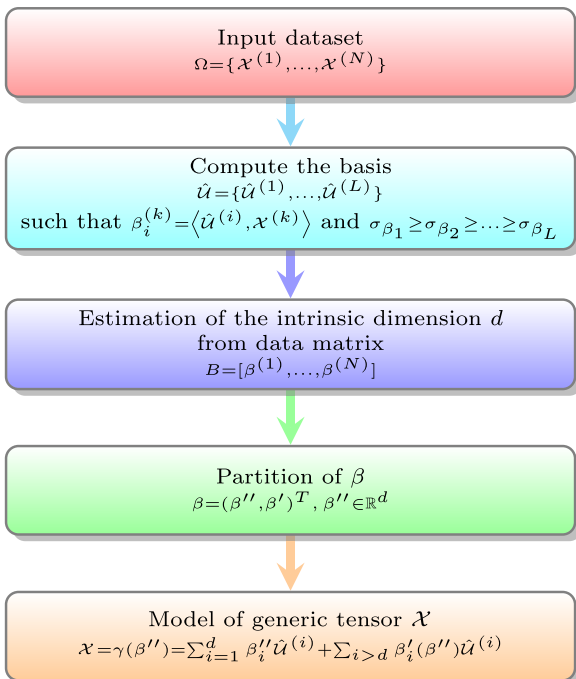 Input dataset
Ω={𝒳^(1),...,𝒳^(N)}
Compute the basis
𝒰̂={𝒰̂^(1),...,𝒰̂^(L)}
such that β_i^(k)=⟨𝒰̂^(i),𝒳^(k)⟩ and σ_β₁≥σ_β₂≥...≥σ_β_L
Estimation of the intrinsic dimension d
from data matrix
B=[β^(1),...,β^(N)]
Partition of β
β=(β′′,β′)^T, β′′∈ℝ^d
Model of generic tensor 𝒳
𝒳=γ(β′′)=∑_{i=1}^d β_i′′𝒰̂^(i)+∑_{i>d} β_i′(β′′)𝒰̂^(i)